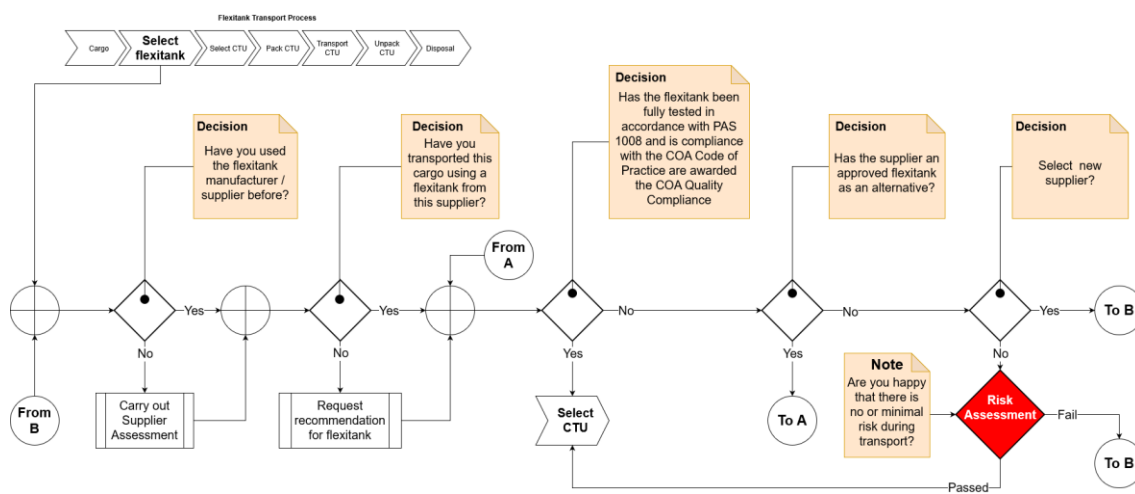 Flexitank Transport Process
Cargo
Select
flexitank
Select CTU
Pack CTU
Transport
CTU
Unpack
CTU
Disposal
Decision
Have you used
the flexitank
manufacturer /
supplier before?
Decision
Have you
transported this
cargo using a
flexitank from
this supplier?
Decision
Has the flexitank been
fully tested in
accordance with PAS
1008 and is compliance
with the COA Code of
Practice are awarded
the COA Quality
Compliance
Decision
Has the supplier an
approved flexitank
as an alternative?
Decision
Select new
supplier?
From
A
Yes
Yes
No
No
Yes
To B
No
No
Yes
Yes
No
From
B
Carry out
Supplier
Assessment
Request
recommendation
for flexitank
Select
CTU
To A
Note
Are you happy
that there is
no or minimal
risk during
transport?
Risk
Assessment
Fail
To B
Passed